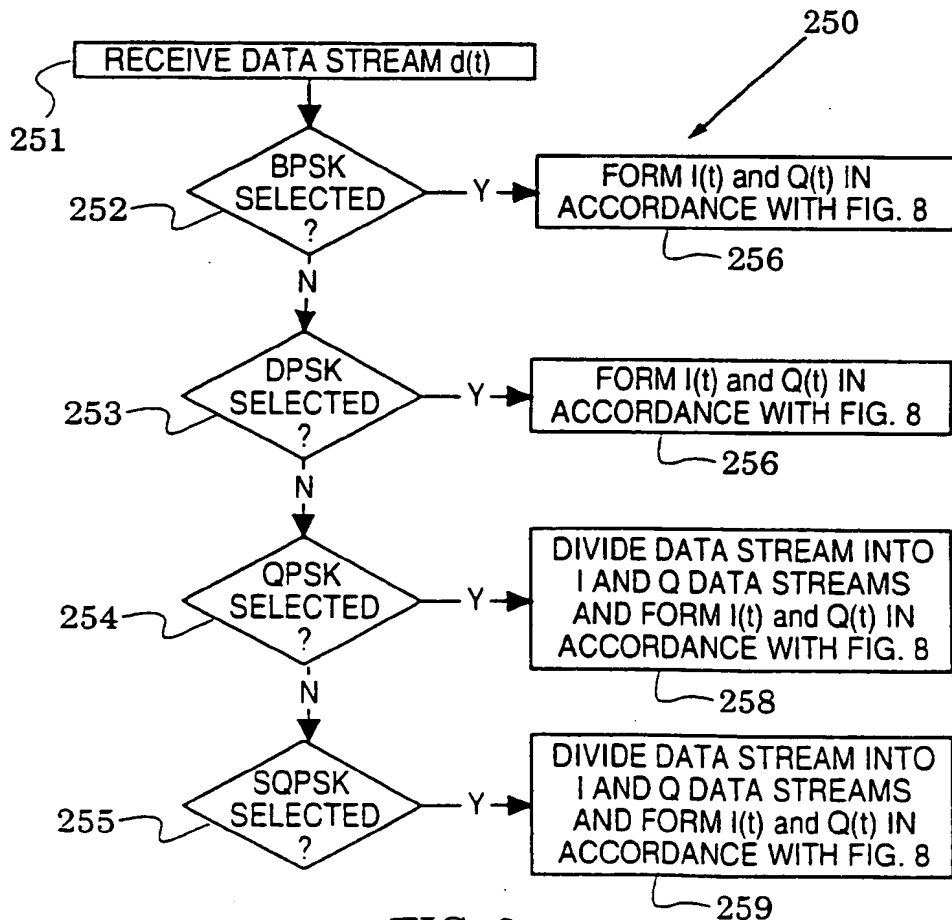 250
RECEIVE DATA STREAM d(t)
251
BPSK
SELECTED
?
252
Y
FORM I(t) and Q(t) IN
ACCORDANCE WITH FIG. 8
256
N
DPSK
SELECTED
?
253
Y
FORM I(t) and Q(t) IN
ACCORDANCE WITH FIG. 8
256
N
QPSK
SELECTED
?
254
Y
DIVIDE DATA STREAM INTO
I AND Q DATA STREAMS
AND FORM I(t) and Q(t) IN
ACCORDANCE WITH FIG. 8
258
N
SQPSK
SELECTED
?
255
Y
DIVIDE DATA STREAM INTO
I AND Q DATA STREAMS
AND FORM I(t) and Q(t) IN
ACCORDANCE WITH FIG. 8
259